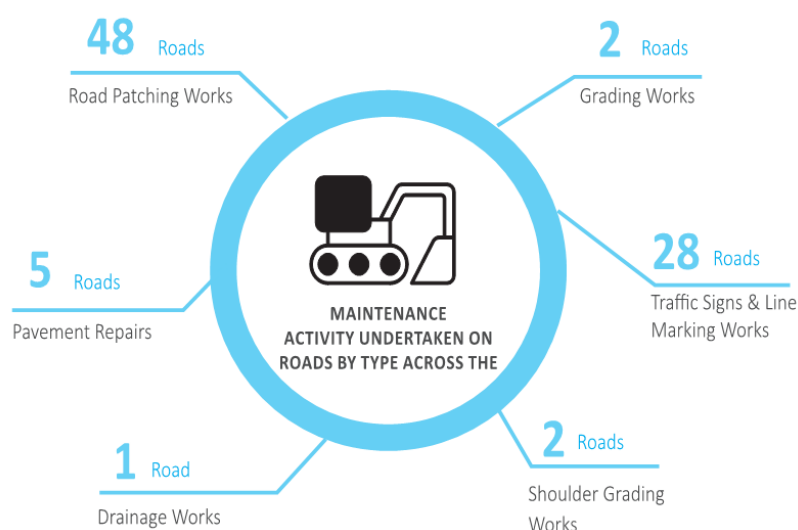 48 Roads
Road Patching Works
2 Roads
Grading Works
5 Roads
Pavement Repairs
MAINTENANCE
ACTIVITY UNDERTAKEN ON
ROADS BY TYPE ACROSS THE
28 Roads
Traffic Signs & Line
Marking Works
1 Road
Drainage Works
2 Roads
Shoulder Grading
Works